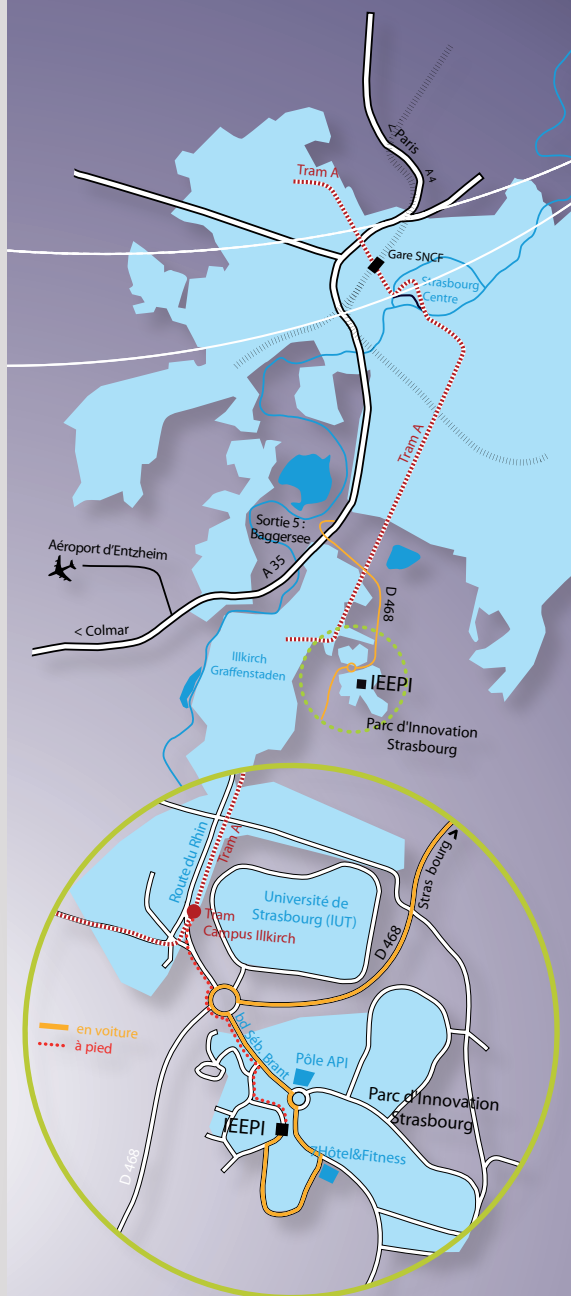 < Paris
A 4
Tram A
Gare SNCF
Strasbourg
Centre
Tram A
Sortie 5 :
Baggersee
Aéroport d'Entzheim
A 35
D 468
< Colmar
Illkirch
Graffenstaden
IEEPI
Parc d'Innovation
Strasbourg
Route du Rhin
Tram A
Stras bourg >
Université de
Strasbourg (IUT)
Tram
Campus Illkirch
D 468
en voiture
à pied
bd Séb. Brant
Pôle API
Parc d'Innovation
Strasbourg
IEEPI
7Hôtel&Fitness
D 468